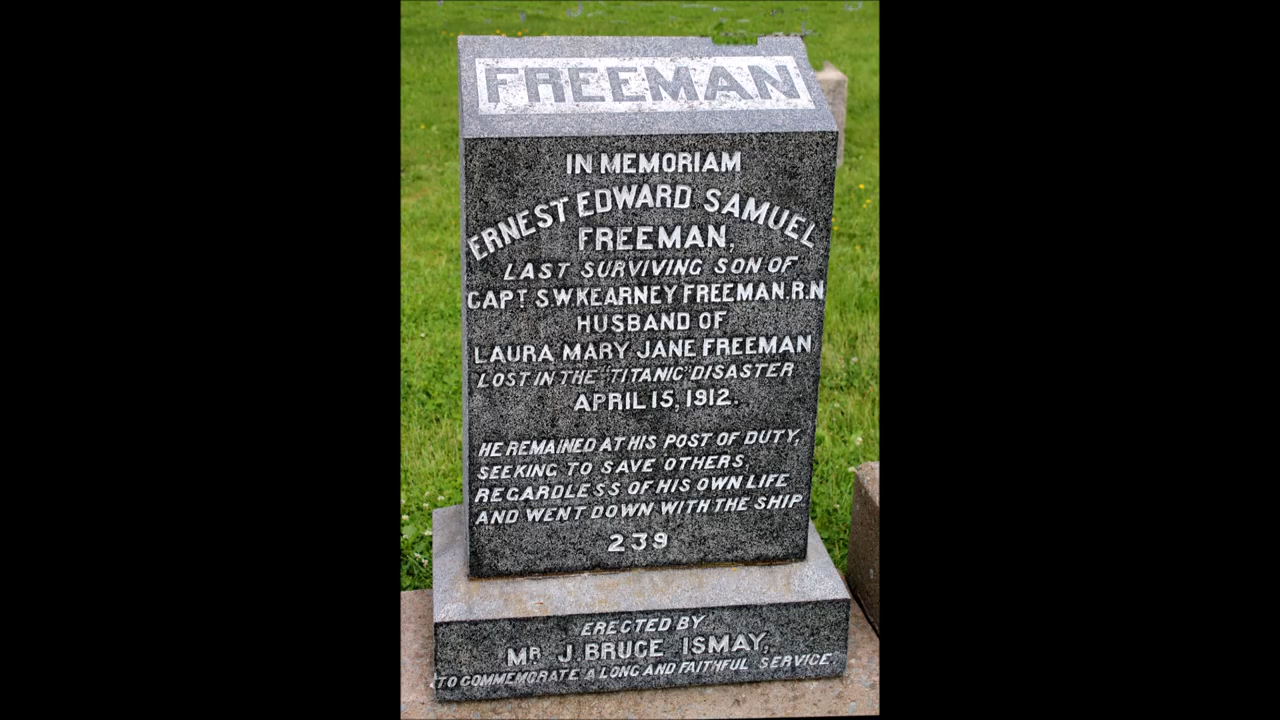 FREEMAN
IN MEMORIAM
ERNEST EDWARD SAMUEL
FREEMAN,
LAST SURVIVING SON OF
CAPT. S.W KEARNEY FREEMAN. R.N
HUSBAND OF
LAURA MARY JANE FREEMAN
LOST IN THE "TITANIC" DISASTER
APRIL 15, 1912.
HE REMAINED AT HIS POST OF DUTY,
SEEKING TO SAVE OTHERS,
REGARDLESS OF HIS OWN LIFE
AND WENT DOWN WITH THE SHIP.
239
ERECTED BY
MR. J. BRUCE ISMAY,
TO COMMEMORATE A LONG AND FAITHFUL SERVICE.